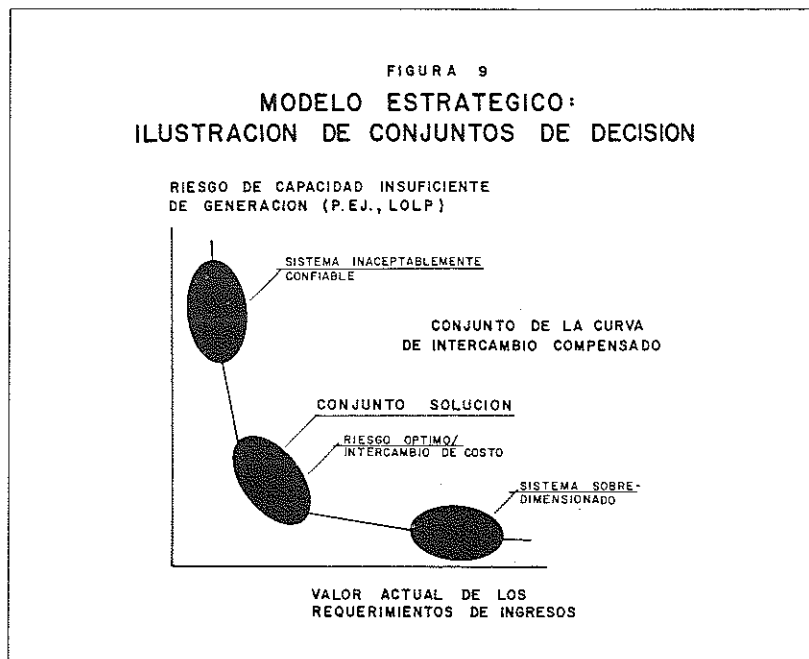 FIGURA 9
MODELO ESTRATEGICO:
ILUSTRACION DE CONJUNTOS DE DECISION
RIESGO DE CAPACIDAD INSUFICIENTE
DE GENERACION (P.EJ., LOLP)
SISTEMA INACEPTABLEMENTE
CONFIABLE
CONJUNTO DE LA CURVA
DE INTERCAMBIO COMPENSADO
CONJUNTO SOLUCION
RIESGO OPTIMO/
INTERCAMBIO DE COSTO
SISTEMA SOBRE-
DIMENSIONADO
VALOR ACTUAL DE LOS
REQUERIMIENTOS DE INGRESOS